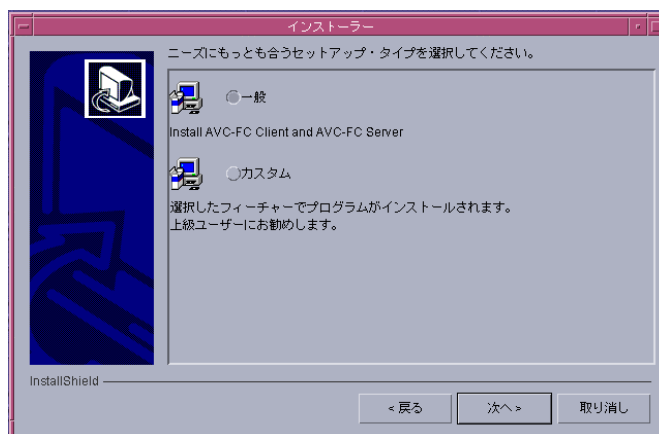 インストーラー
ニーズにもっとも合うセットアップ・タイプを選択してください。
一般
Install AVC-FC Client and AVC-FC Server
カスタム
選択したフィーチャーでプログラムがインストールされます。
上級ユーザーにお勧めします。
InstallShield
< 戻る
次へ >
取り消し